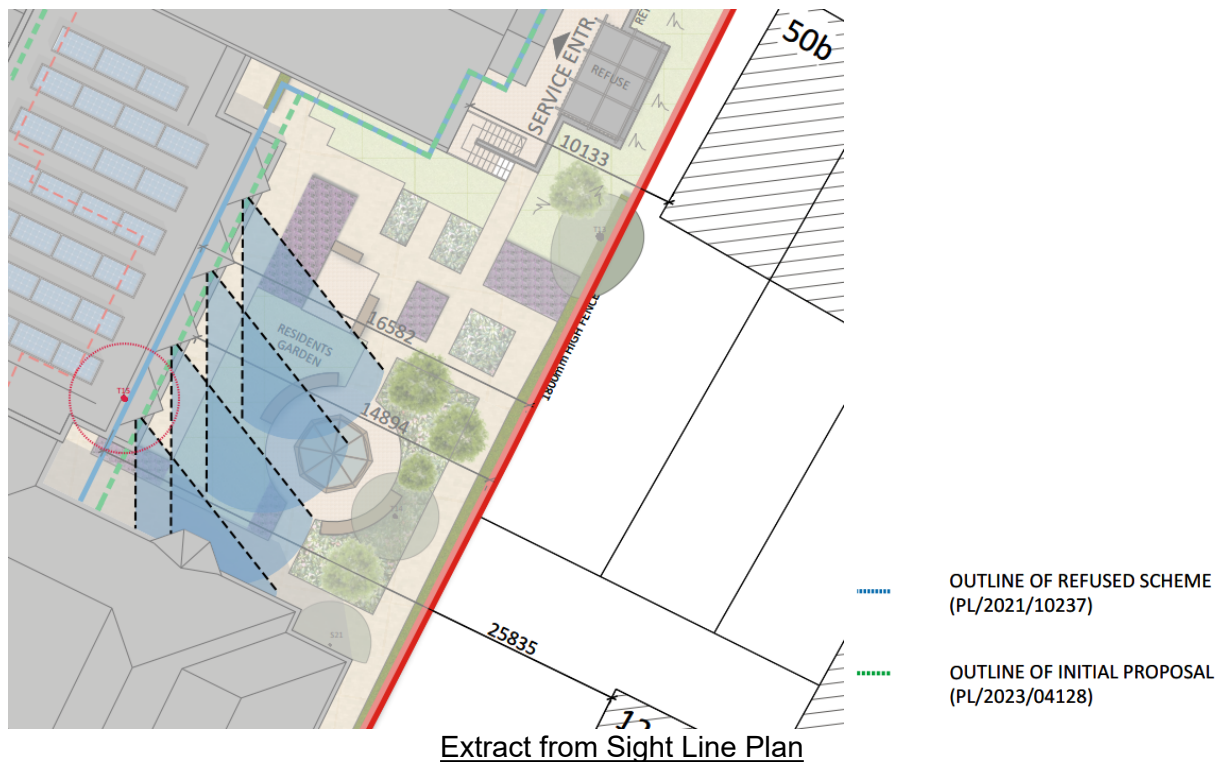 50b
SERVICE ENTR.
REFUSE
10133
T13
1800mm HIGH FENCE
16582
RESIDENTS
GARDEN
T15
14894
25835
OUTLINE OF REFUSED SCHEME
(PL/2021/10237)
OUTLINE OF INITIAL PROPOSAL
(PL/2023/04128)
Extract from Sight Line Plan